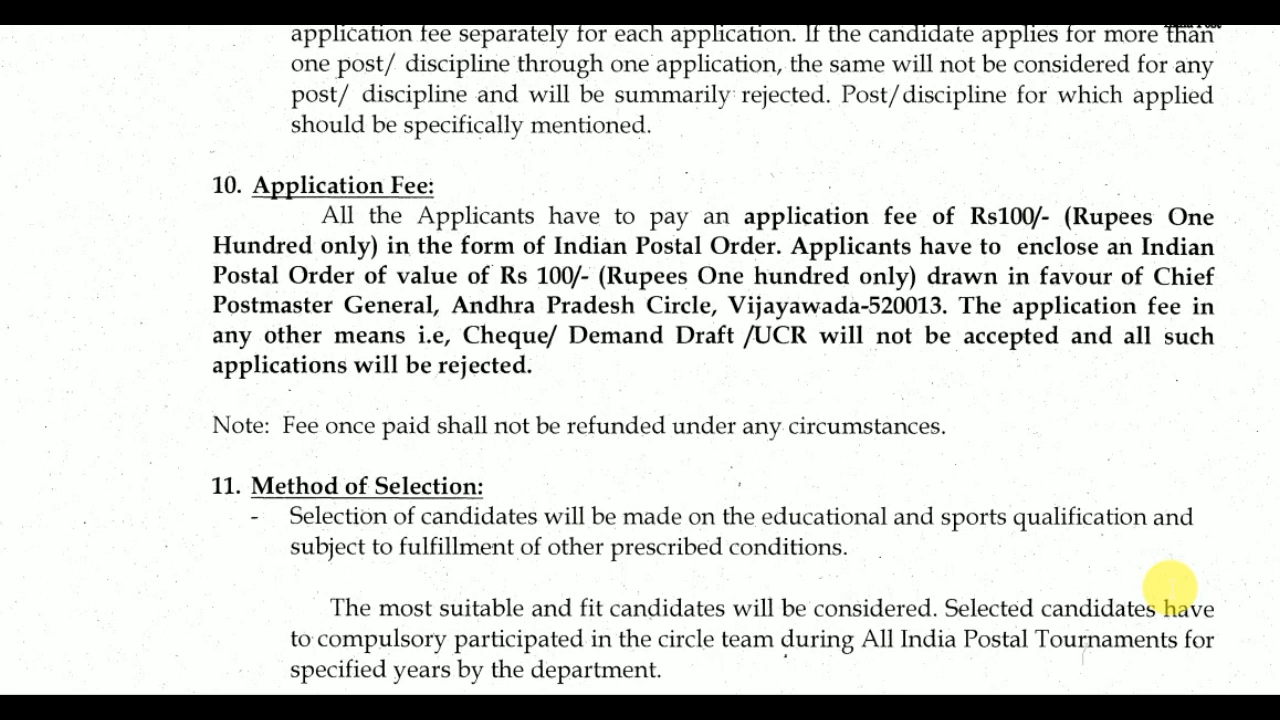 application fee separately for each application. If the candidate applies for more than
one post/ discipline through one application, the same will not be considered for any
post/ discipline and will be summarily rejected. Post/discipline for which applied
should be specifically mentioned.
10. Application Fee:
All the Applicants have to pay an application fee of Rs100/- (Rupees One
Hundred only) in the form of Indian Postal Order. Applicants have to enclose an Indian
Postal Order of value of Rs 100/- (Rupees One hundred only) drawn in favour of Chief
Postmaster General, Andhra Pradesh Circle, Vijayawada-520013. The application fee in
any other means i.e, Cheque/ Demand Draft /UCR will not be accepted and all such
applications will be rejected.
Note: Fee once paid shall not be refunded under any circumstances.
11. Method of Selection:
- Selection of candidates will be made on the educational and sports qualification and
subject to fulfillment of other prescribed conditions.
The most suitable and fit candidates will be considered. Selected candidates have
to compulsory participated in the circle team during All India Postal Tournaments for
specified years by the department.